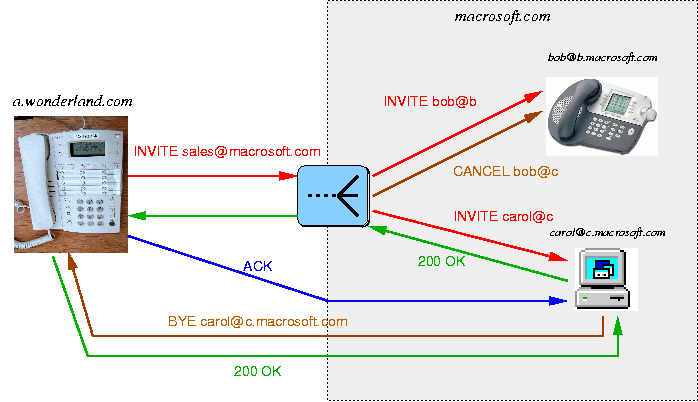 macrosoft.com
bob@b.macrosoft.com
a.wonderland.com
INVITE bob@b
INVITE sales@macrosoft.com
CANCEL bob@c
INVITE carol@c
carol@c.macrosoft.com
200 OK
ACK
BYE carol@c.macrosoft.com
200 OK